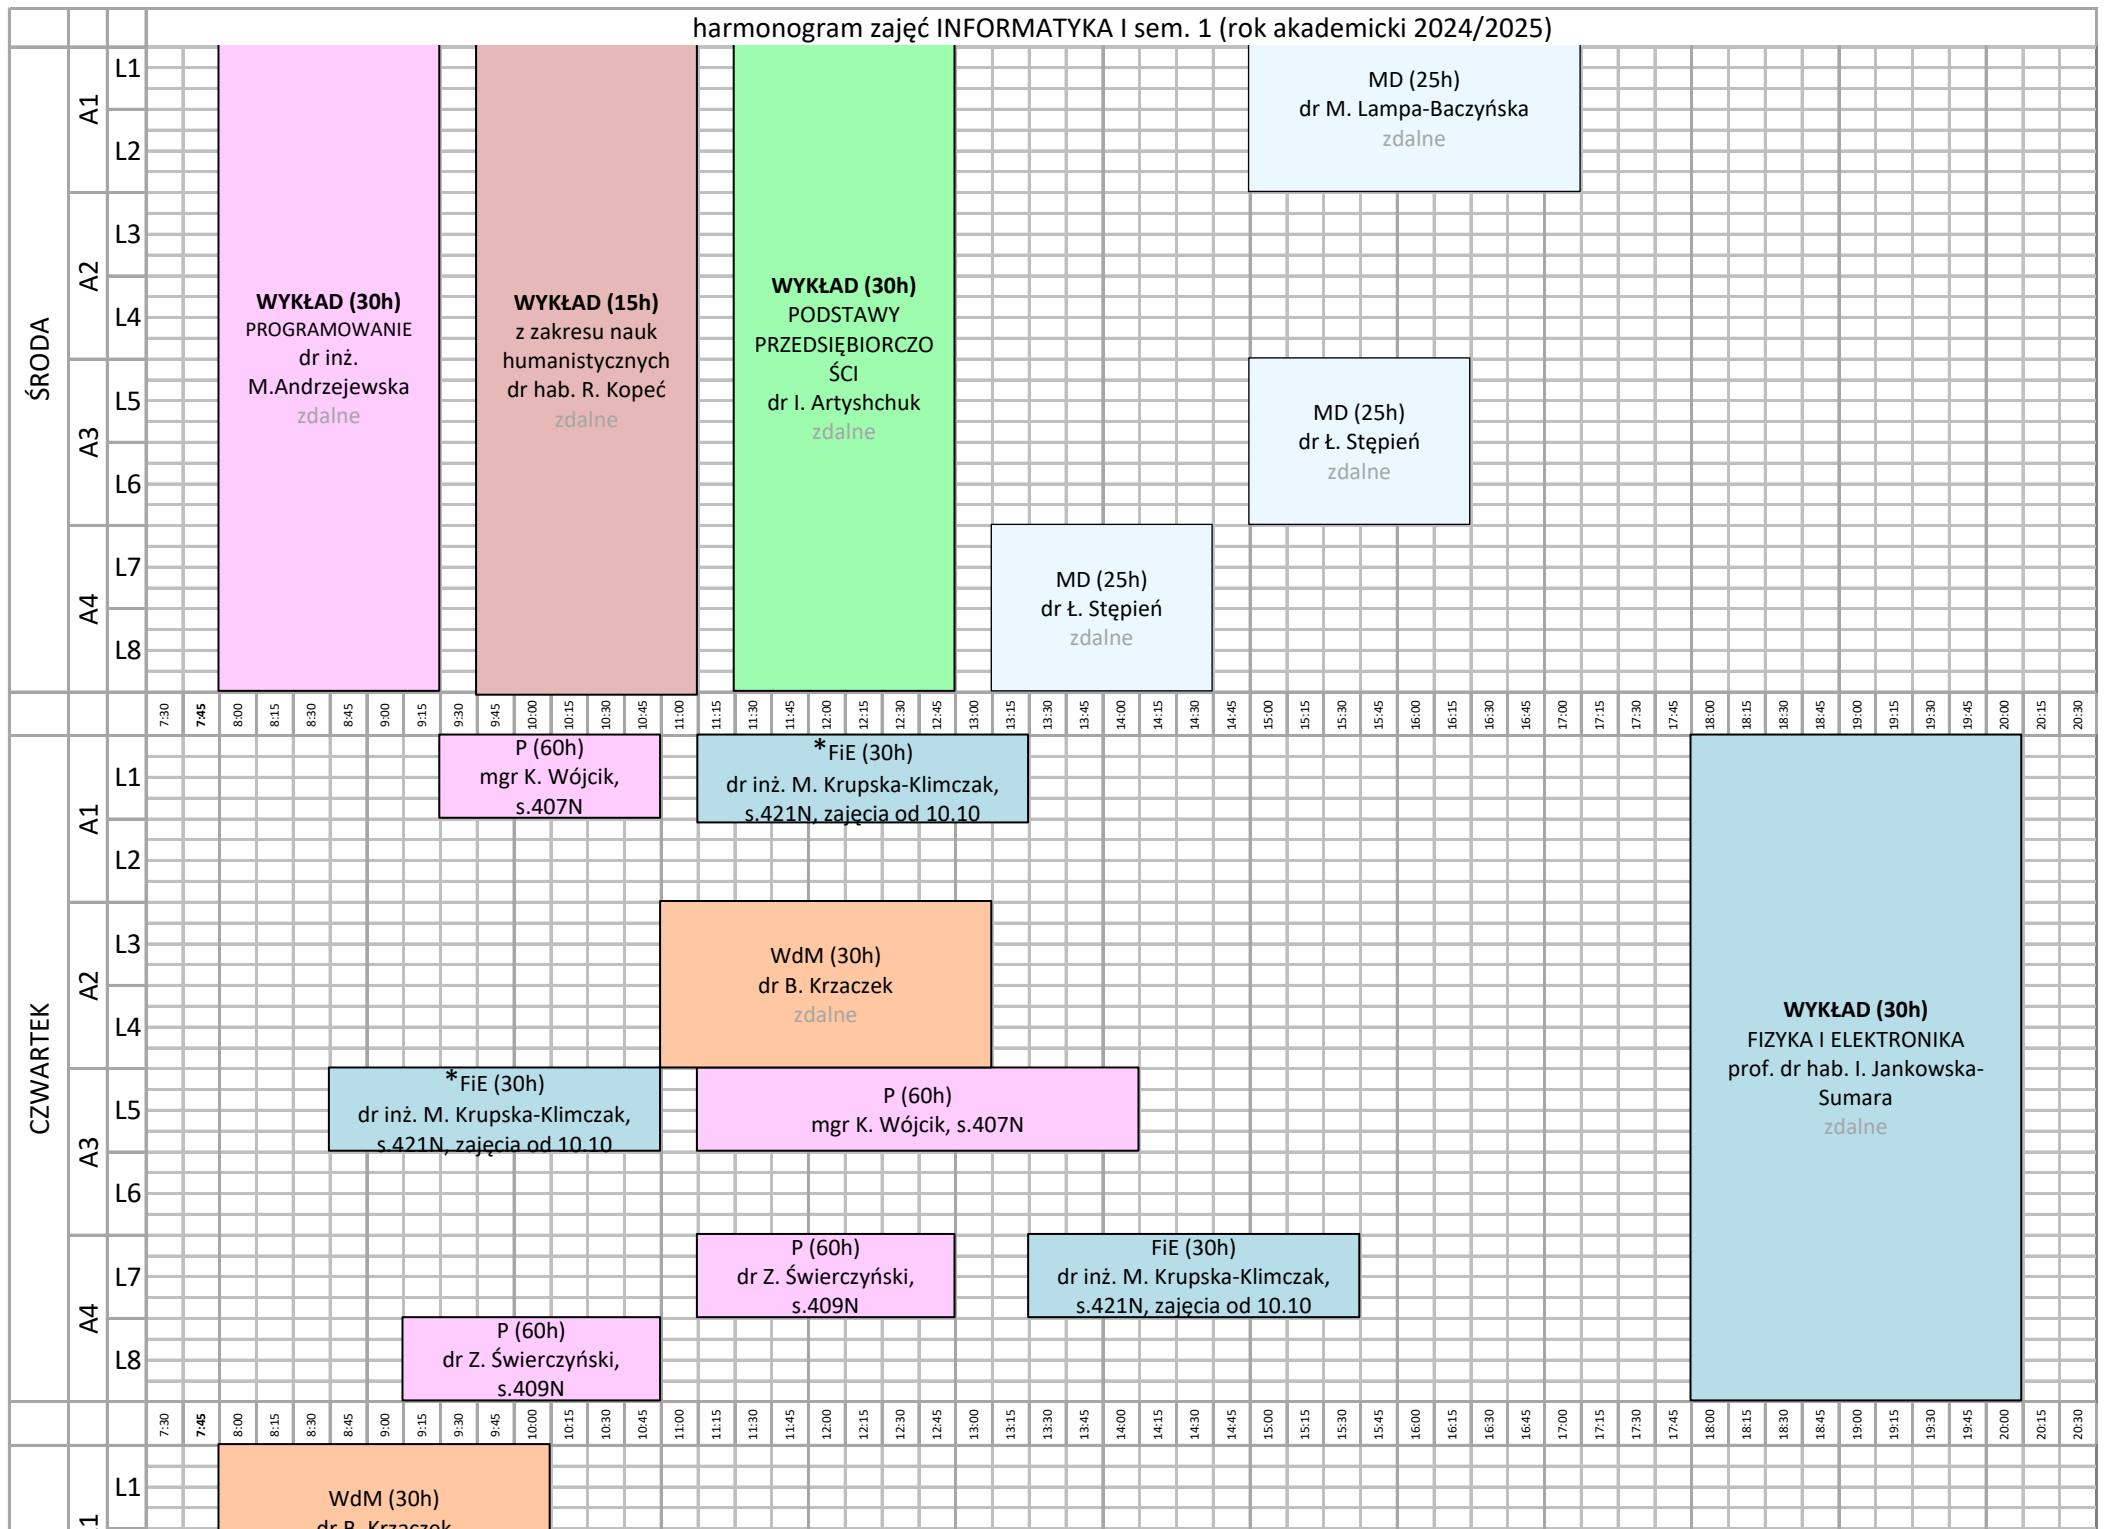 harmonogram zajęć INFORMATYKA I sem. 1 (rok akademicki 2024/2025)
ŚRODA
A1
L1
L2
A2
L3
L4
A3
L5
L6
A4
L7
L8
WYKŁAD (30h)
PROGRAMOWANIE
dr inż.
M.Andrzejewska
zdalne
WYKŁAD (15h)
z zakresu nauk
humanistycznych
dr hab. R. Kopeć
zdalne
WYKŁAD (30h)
PODSTAWY
PRZEDSIĘBIORCZO
ŚCI
dr I. Artyshchuk
zdalne
MD (25h)
dr M. Lampa-Baczyńska
zdalne
MD (25h)
dr Ł. Stępień
zdalne
MD (25h)
dr Ł. Stępień
zdalne
7:30 7:45 8:00 8:15 8:30 8:45 9:00 9:15 9:30 9:45 10:00 10:15 10:30 10:45 11:00 11:15 11:30 11:45 12:00 12:15 12:30 12:45 13:00 13:15 13:30 13:45 14:00 14:15 14:30 14:45 15:00 15:15 15:30 15:45 16:00 16:15 16:30 16:45 17:00 17:15 17:30 17:45 18:00 18:15 18:30 18:45 19:00 19:15 19:30 19:45 20:00 20:15 20:30
CZWARTEK
A1
L1
L2
A2
L3
L4
A3
L5
L6
A4
L7
L8
P (60h)
mgr K. Wójcik,
s.407N
*FiE (30h)
dr inż. M. Krupska-Klimczak,
s.421N, zajęcia od 10.10
WdM (30h)
dr B. Krzaczek
zdalne
*FiE (30h)
dr inż. M. Krupska-Klimczak,
s.421N, zajęcia od 10.10
P (60h)
mgr K. Wójcik, s.407N
P (60h)
dr Z. Świerczyński,
s.409N
FiE (30h)
dr inż. M. Krupska-Klimczak,
s.421N, zajęcia od 10.10
P (60h)
dr Z. Świerczyński,
s.409N
WYKŁAD (30h)
FIZYKA I ELEKTRONIKA
prof. dr hab. I. Jankowska-
Sumara
zdalne
7:30 7:45 8:00 8:15 8:30 8:45 9:00 9:15 9:30 9:45 10:00 10:15 10:30 10:45 11:00 11:15 11:30 11:45 12:00 12:15 12:30 12:45 13:00 13:15 13:30 13:45 14:00 14:15 14:30 14:45 15:00 15:15 15:30 15:45 16:00 16:15 16:30 16:45 17:00 17:15 17:30 17:45 18:00 18:15 18:30 18:45 19:00 19:15 19:30 19:45 20:00 20:15 20:30
L1
WdM (30h)
dr B. Krzaczek